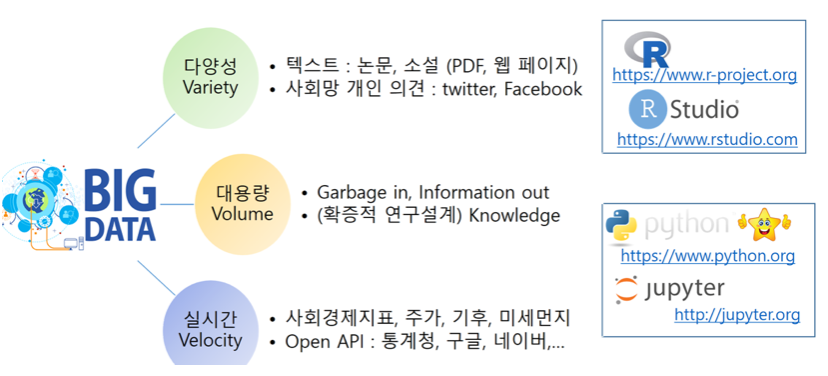 다양성
Variety
• 텍스트 : 논문, 소설 (PDF, 웹 페이지)
• 사회망 개인 의견 : twitter, Facebook
BIG
DATA
대용량
Volume
• Garbage in, Information out
• (확증적 연구설계) Knowledge
실시간
Velocity
• 사회경제지표, 주가, 기후, 미세먼지
• Open API : 통계청, 구글, 네이버,...
R
https://www.r-project.org
R Studio
https://www.rstudio.com
python
https://www.python.org
jupyter
http://jupyter.org